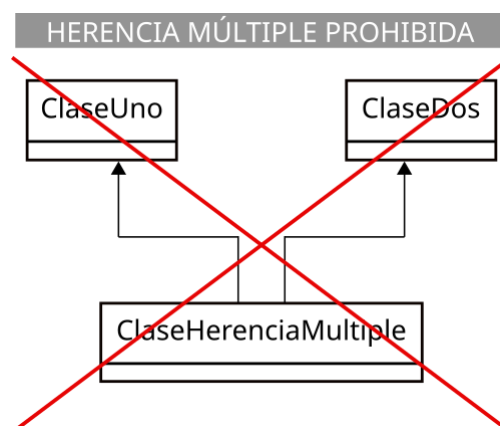 HERENCIA MÚLTIPLE PROHIBIDA
ClaseUno
ClaseDos
ClaseHerenciaMultiple